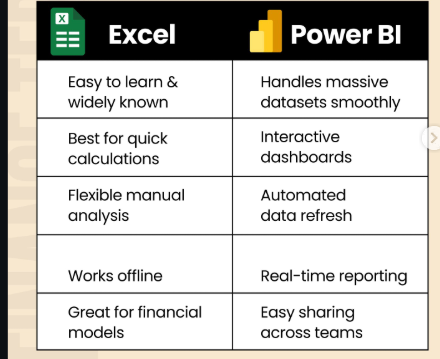 X
Excel
Power BI
Easy to learn &
widely known
Handles massive
datasets smoothly
Best for quick
calculations
Interactive
dashboards
Flexible manual
analysis
Automated
data refresh
Works offline
Real-time reporting
Great for financial
models
Easy sharing
across teams